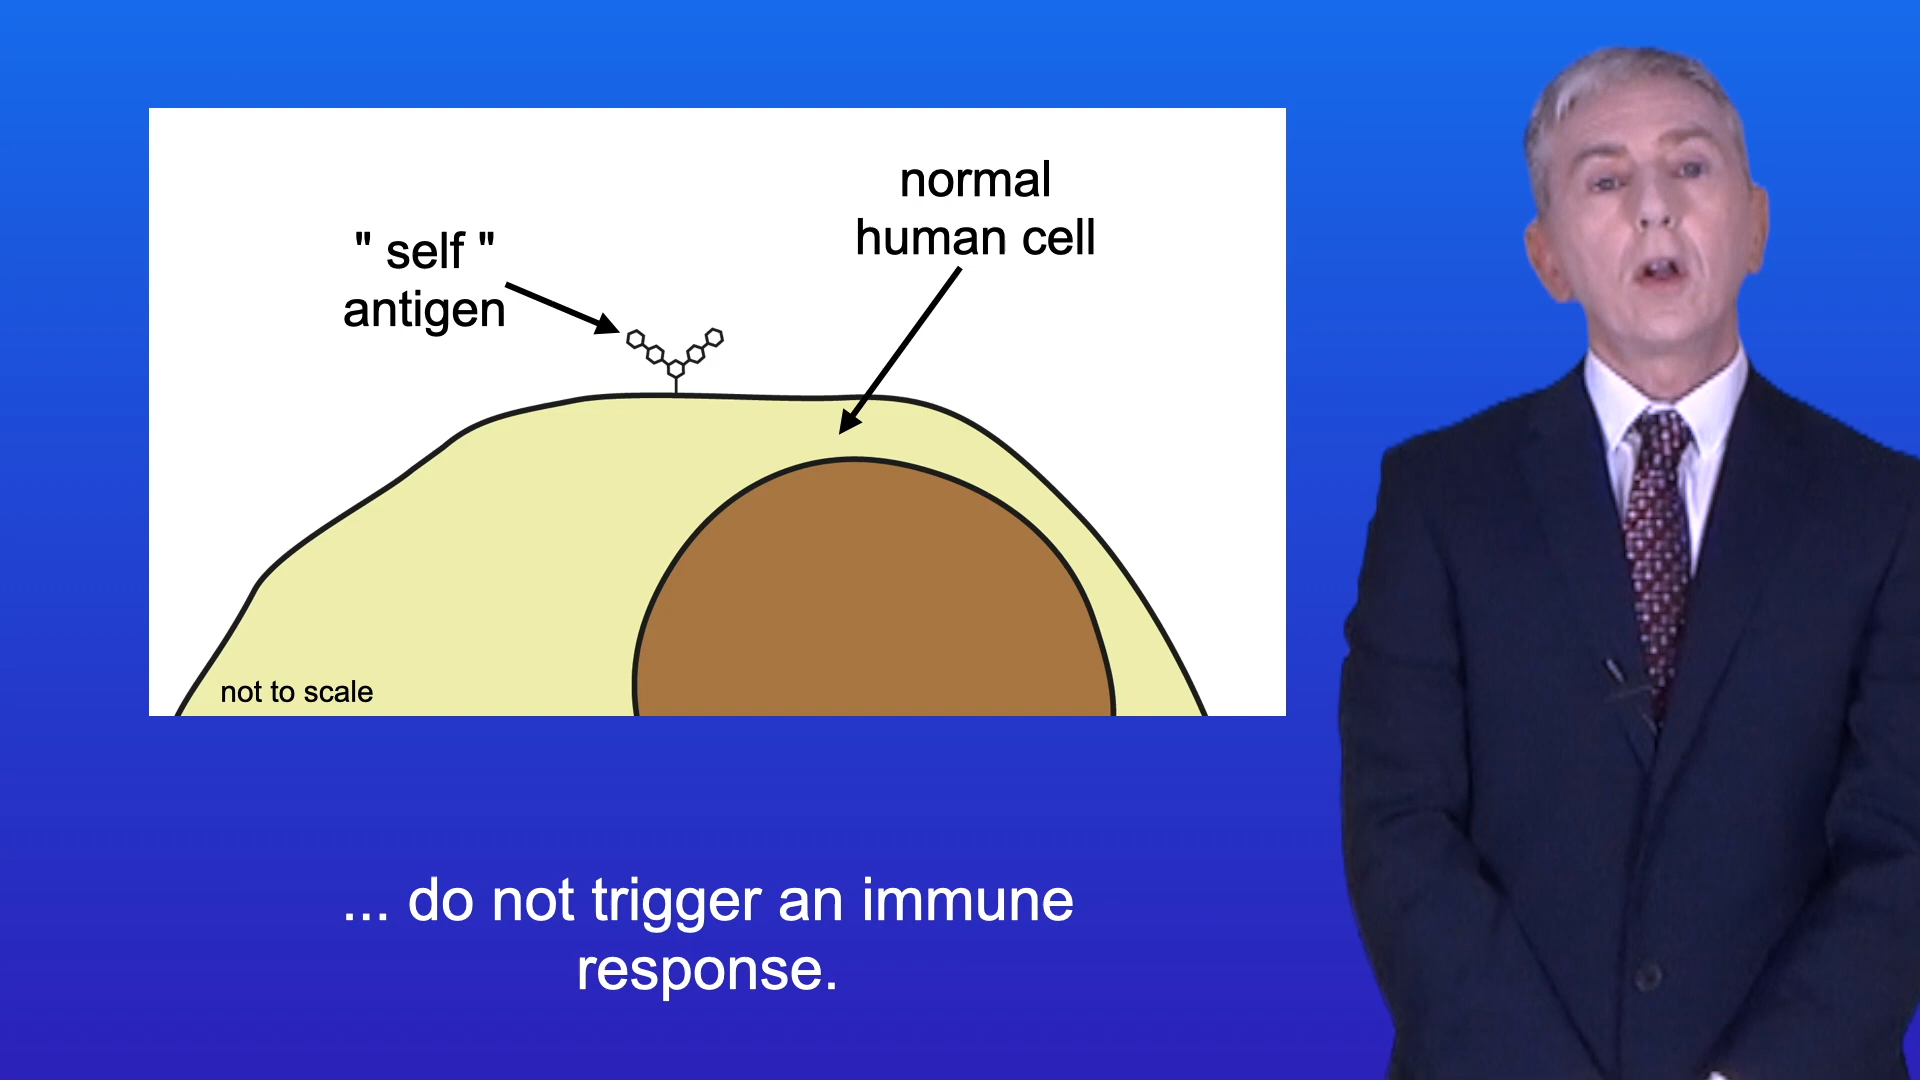 " self "
antigen
normal
human cell
not to scale
... do not trigger an immune
response.